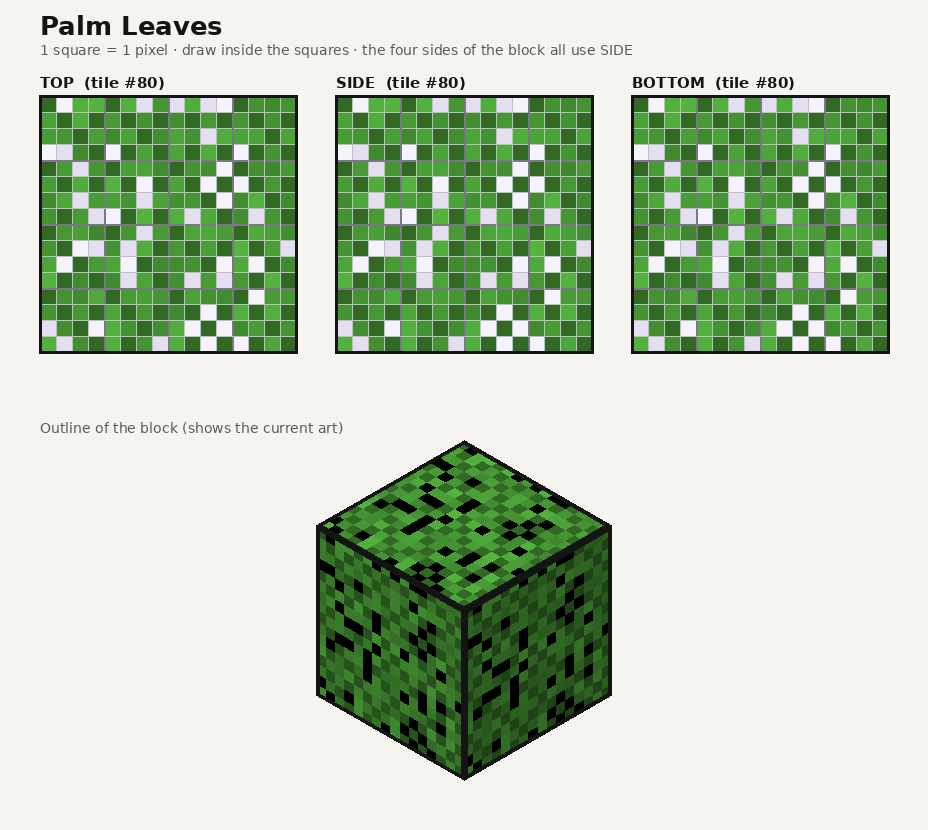 Palm Leaves
1 square = 1 pixel · draw inside the squares · the four sides of the block all use SIDE
TOP (tile #80)
SIDE (tile #80)
BOTTOM (tile #80)
Outline of the block (shows the current art)